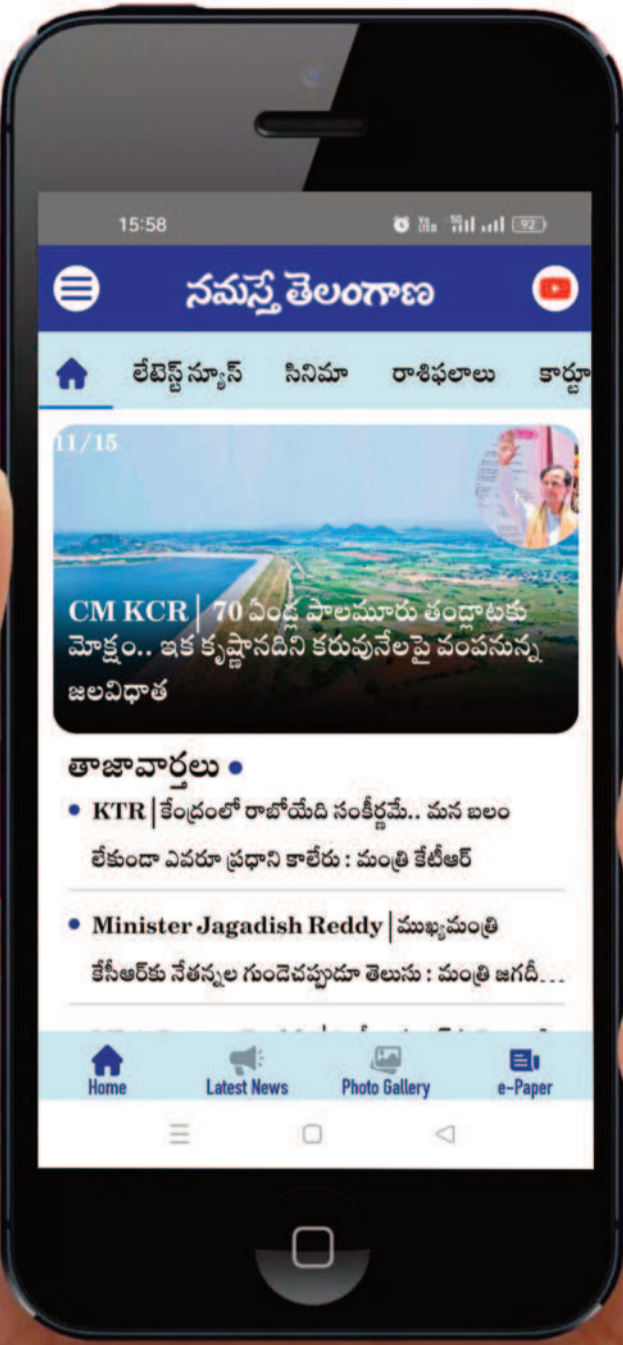 15:58
92
నమస్తే తెలంగాణ
లేటెస్ట్ న్యూస్ సినిమా రాశిఫలాలు కార్టూ
11/15
CM KCR| 70 ఏండ్ల పాలమూరు తండ్లాటకు
మోక్షం.. ఇక కృష్ణానదిని కరువునేలపై వంపనున్న
జలవిధాత
తాజావార్తలు
KTR|కేంద్రంలో రాబోయేది సంకీర్ణమే.. మన బలం
లేకుండా ఎవరూ ప్రధాని కాలేరు : మంత్రి కేటీఆర్
Minister Jagadish Reddy|ముఖ్యమంత్రి
కేసీఆర్‌కు నేతన్నల గుండెచప్పుడూ తెలుసు : మంత్రి జగదీ...
Home Latest News Photo Gallery e-Paper